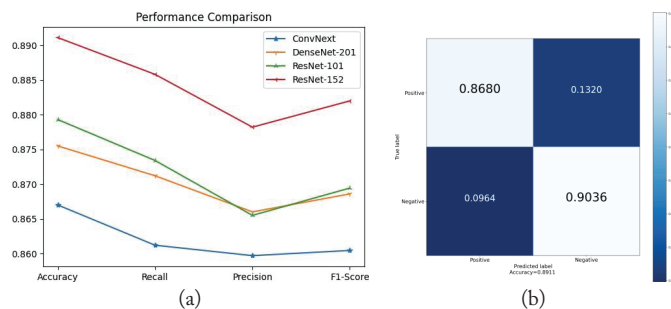 Performance Comparison
0.890
0.885
0.880
0.875
0.870
0.865
0.860
ConvNext
DenseNet-201
ResNet-101
ResNet-152
Accuracy Recall Precision F1-Score
(a)
Positive
0.8680 0.1320
True label
Negative
0.0964 0.9036
Positive Negative
Predicted label
Accuracy=0.8911
(b)